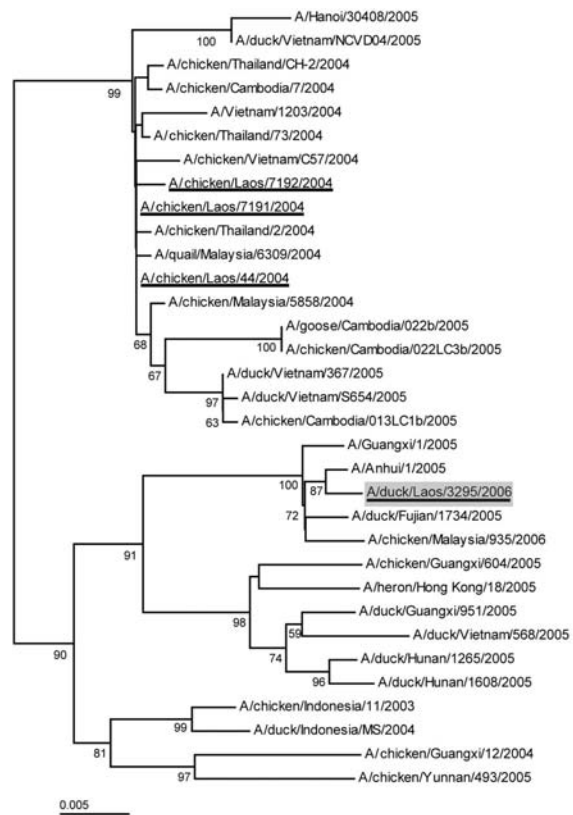 A/Hanoi/30408/2005
100
A/duck/Vietnam/NCVD04/2005
A/chicken/Thailand/CH-2/2004
99
A/chicken/Cambodia/7/2004
A/Vietnam/1203/2004
A/chicken/Thailand/73/2004
A/chicken/Vietnam/C57/2004
A/chicken/Laos/7192/2004
A/chicken/Laos/7191/2004
A/chicken/Thailand/2/2004
A/quail/Malaysia/6309/2004
A/chicken/Laos/44/2004
A/chicken/Malaysia/5858/2004
A/goose/Cambodia/022b/2005
68
100
A/chicken/Cambodia/022LC3b/2005
67
A/duck/Vietnam/367/2005
97
A/duck/Vietnam/S654/2005
63
A/chicken/Cambodia/013LC1b/2005
A/Guangxi/1/2005
A/Anhui/1/2005
100
87
A/duck/Laos/3295/2006
72
A/duck/Fujian/1734/2005
A/chicken/Malaysia/935/2006
91
A/chicken/Guangxi/604/2005
A/heron/Hong Kong/18/2005
98
A/duck/Guangxi/951/2005
59
A/duck/Vietnam/568/2005
90
74
A/duck/Hunan/1265/2005
96
A/duck/Hunan/1608/2005
A/chicken/Indonesia/11/2003
99
A/duck/Indonesia/MS/2004
81
A/chicken/Guangxi/12/2004
97
A/chicken/Yunnan/493/2005
0.005